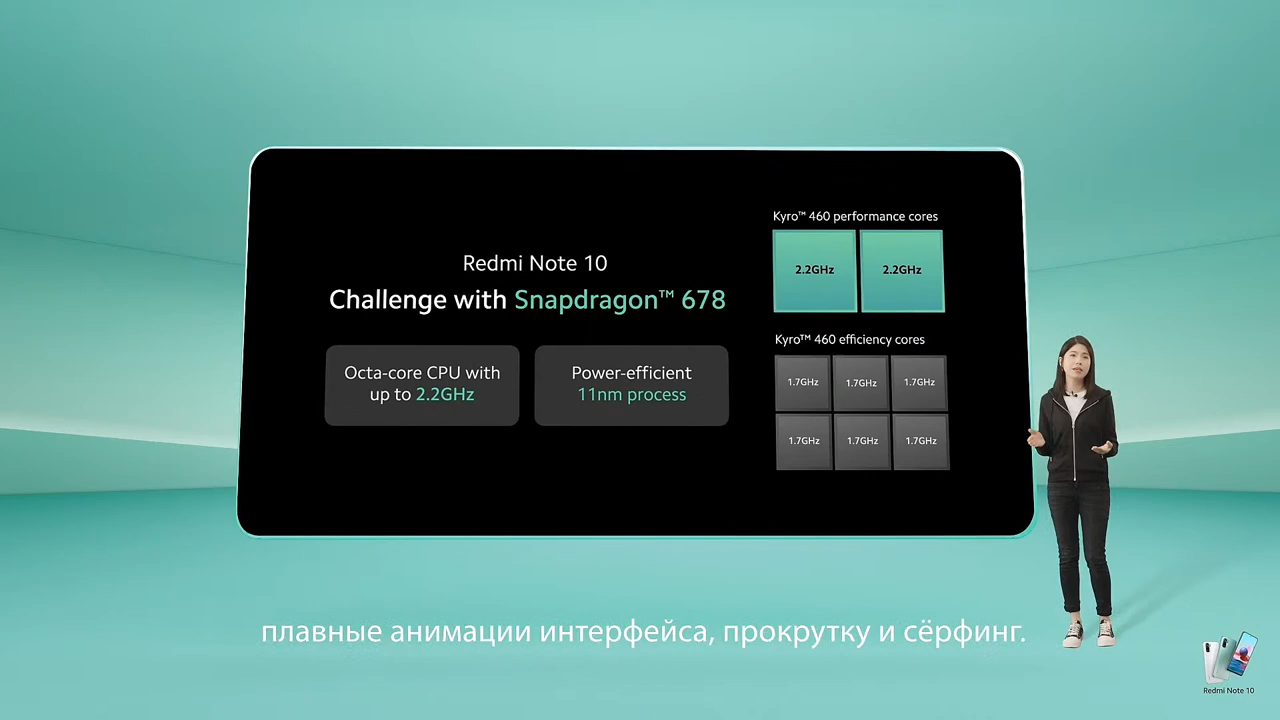 Redmi Note 10
Challenge with Snapdragon™ 678
Octa-core CPU with
up to 2.2GHz
Power-efficient
11nm process
Kyro™ 460 performance cores
2.2GHz 2.2GHz
Kyro™ 460 efficiency cores
1.7GHz 1.7GHz 1.7GHz
1.7GHz 1.7GHz 1.7GHz
плавные анимации интерфейса, прокрутку и сёрфинг.
Redmi Note 10